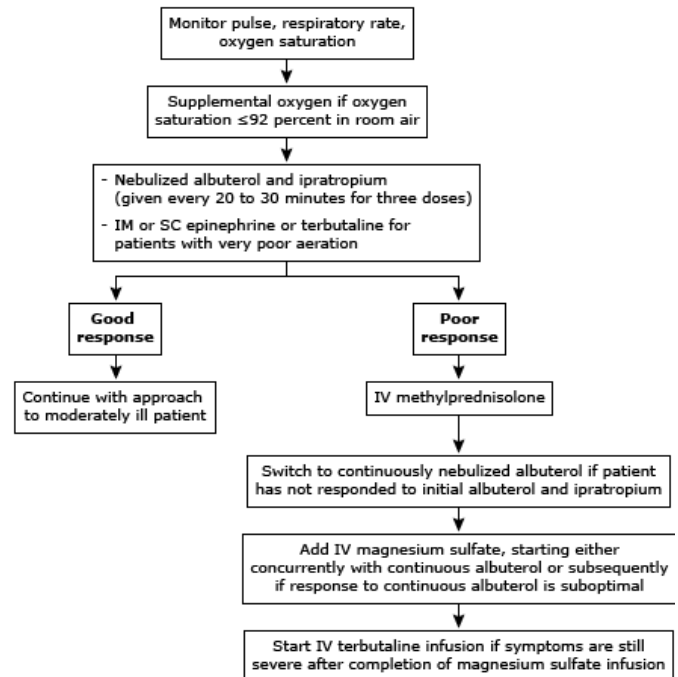 Monitor pulse, respiratory rate,
oxygen saturation
Supplemental oxygen if oxygen
saturation ≤92 percent in room air
- Nebulized albuterol and ipratropium
(given every 20 to 30 minutes for three doses)
- IM or SC epinephrine or terbutaline for
patients with very poor aeration
Good
response
Continue with approach
to moderately ill patient
Poor
response
IV methylprednisolone
Switch to continuously nebulized albuterol if patient
has not responded to initial albuterol and ipratropium
Add IV magnesium sulfate, starting either
concurrently with continuous albuterol or subsequently
if response to continuous albuterol is suboptimal
Start IV terbutaline infusion if symptoms are still
severe after completion of magnesium sulfate infusion